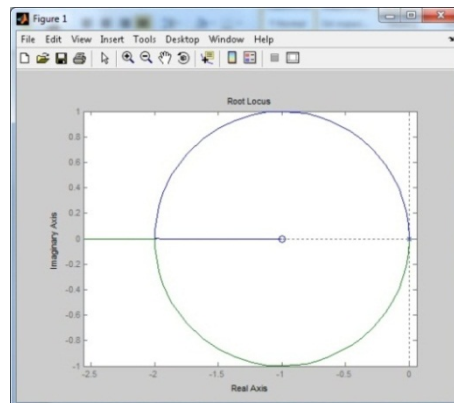 Figure 1
File Edit View Insert Tools Desktop Window Help
Root Locus
1
0.8
0.6
0.4
0.2
0
-0.2
-0.4
-0.6
-0.8
-1
Imaginary Axis
-2.5 -2 -1.5 -1 -0.5 0
Real Axis